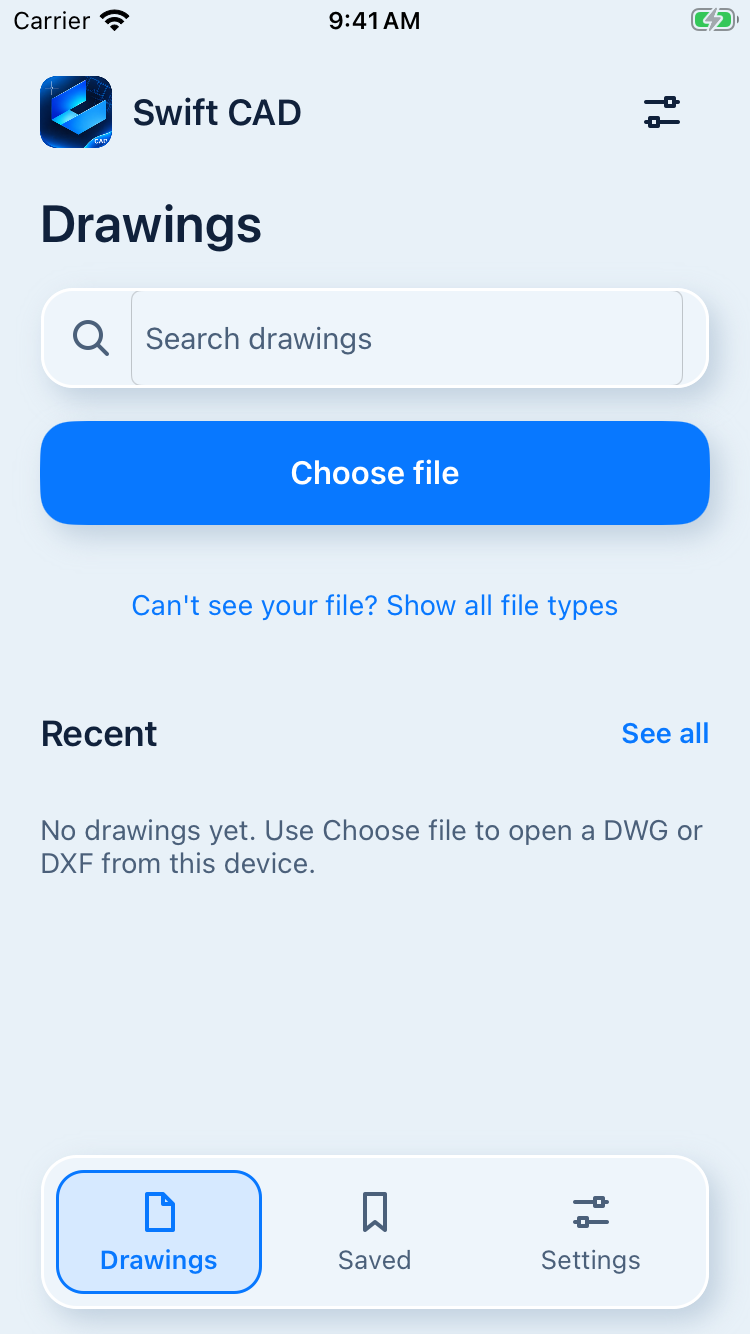 Carrier 9:41 AM
CAD
Swift CAD
Drawings
Search drawings
Choose file
Can't see your file? Show all file types
Recent See all
No drawings yet. Use Choose file to open a DWG or
DXF from this device.
Drawings Saved Settings